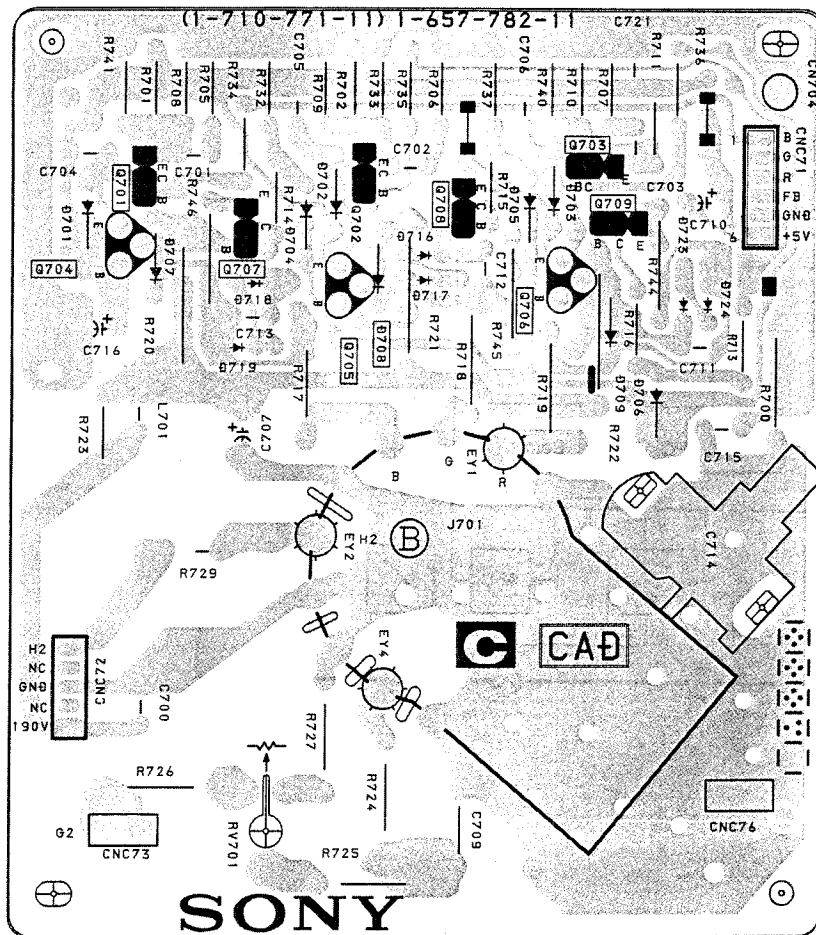 (1-710-771-11) 1-657-782-11
R741
R701
R708
R705
R734
R732
C705
R709
R702
R733
R735
R706
R737
C706
R740
R710
R707
C721
R711
R736
CN704
C704
Q701
E C B
C701
R746
E
C
B
R714
D702
E C B
Q702
C702
Q708
E C B
R715
D705
D703
Q703
B C
E
Q709
B C E
C703
C710
D723
CNC71
1
B
G
R
FB
GND
+5V
6
D701
E
B
Q704
D707
Q707
D704
D718
C713
D719
E
B
D716
D717
C712
E
B
Q706
R744
D724
C716
R720
R717
Q705
D708
R721
R718
R745
R719
R716
D709
D706
C711
R713
R700
R723
L701
C707
B
G
EY1
R
R722
C715
EY2
H2
B
J701
C714
R729
EY4
C
CAD
H2
NC
GND
NC
190V
CNC72
C700
R727
R726
RV701
R724
C709
R725
G2
CNC73
CNC76
SONY